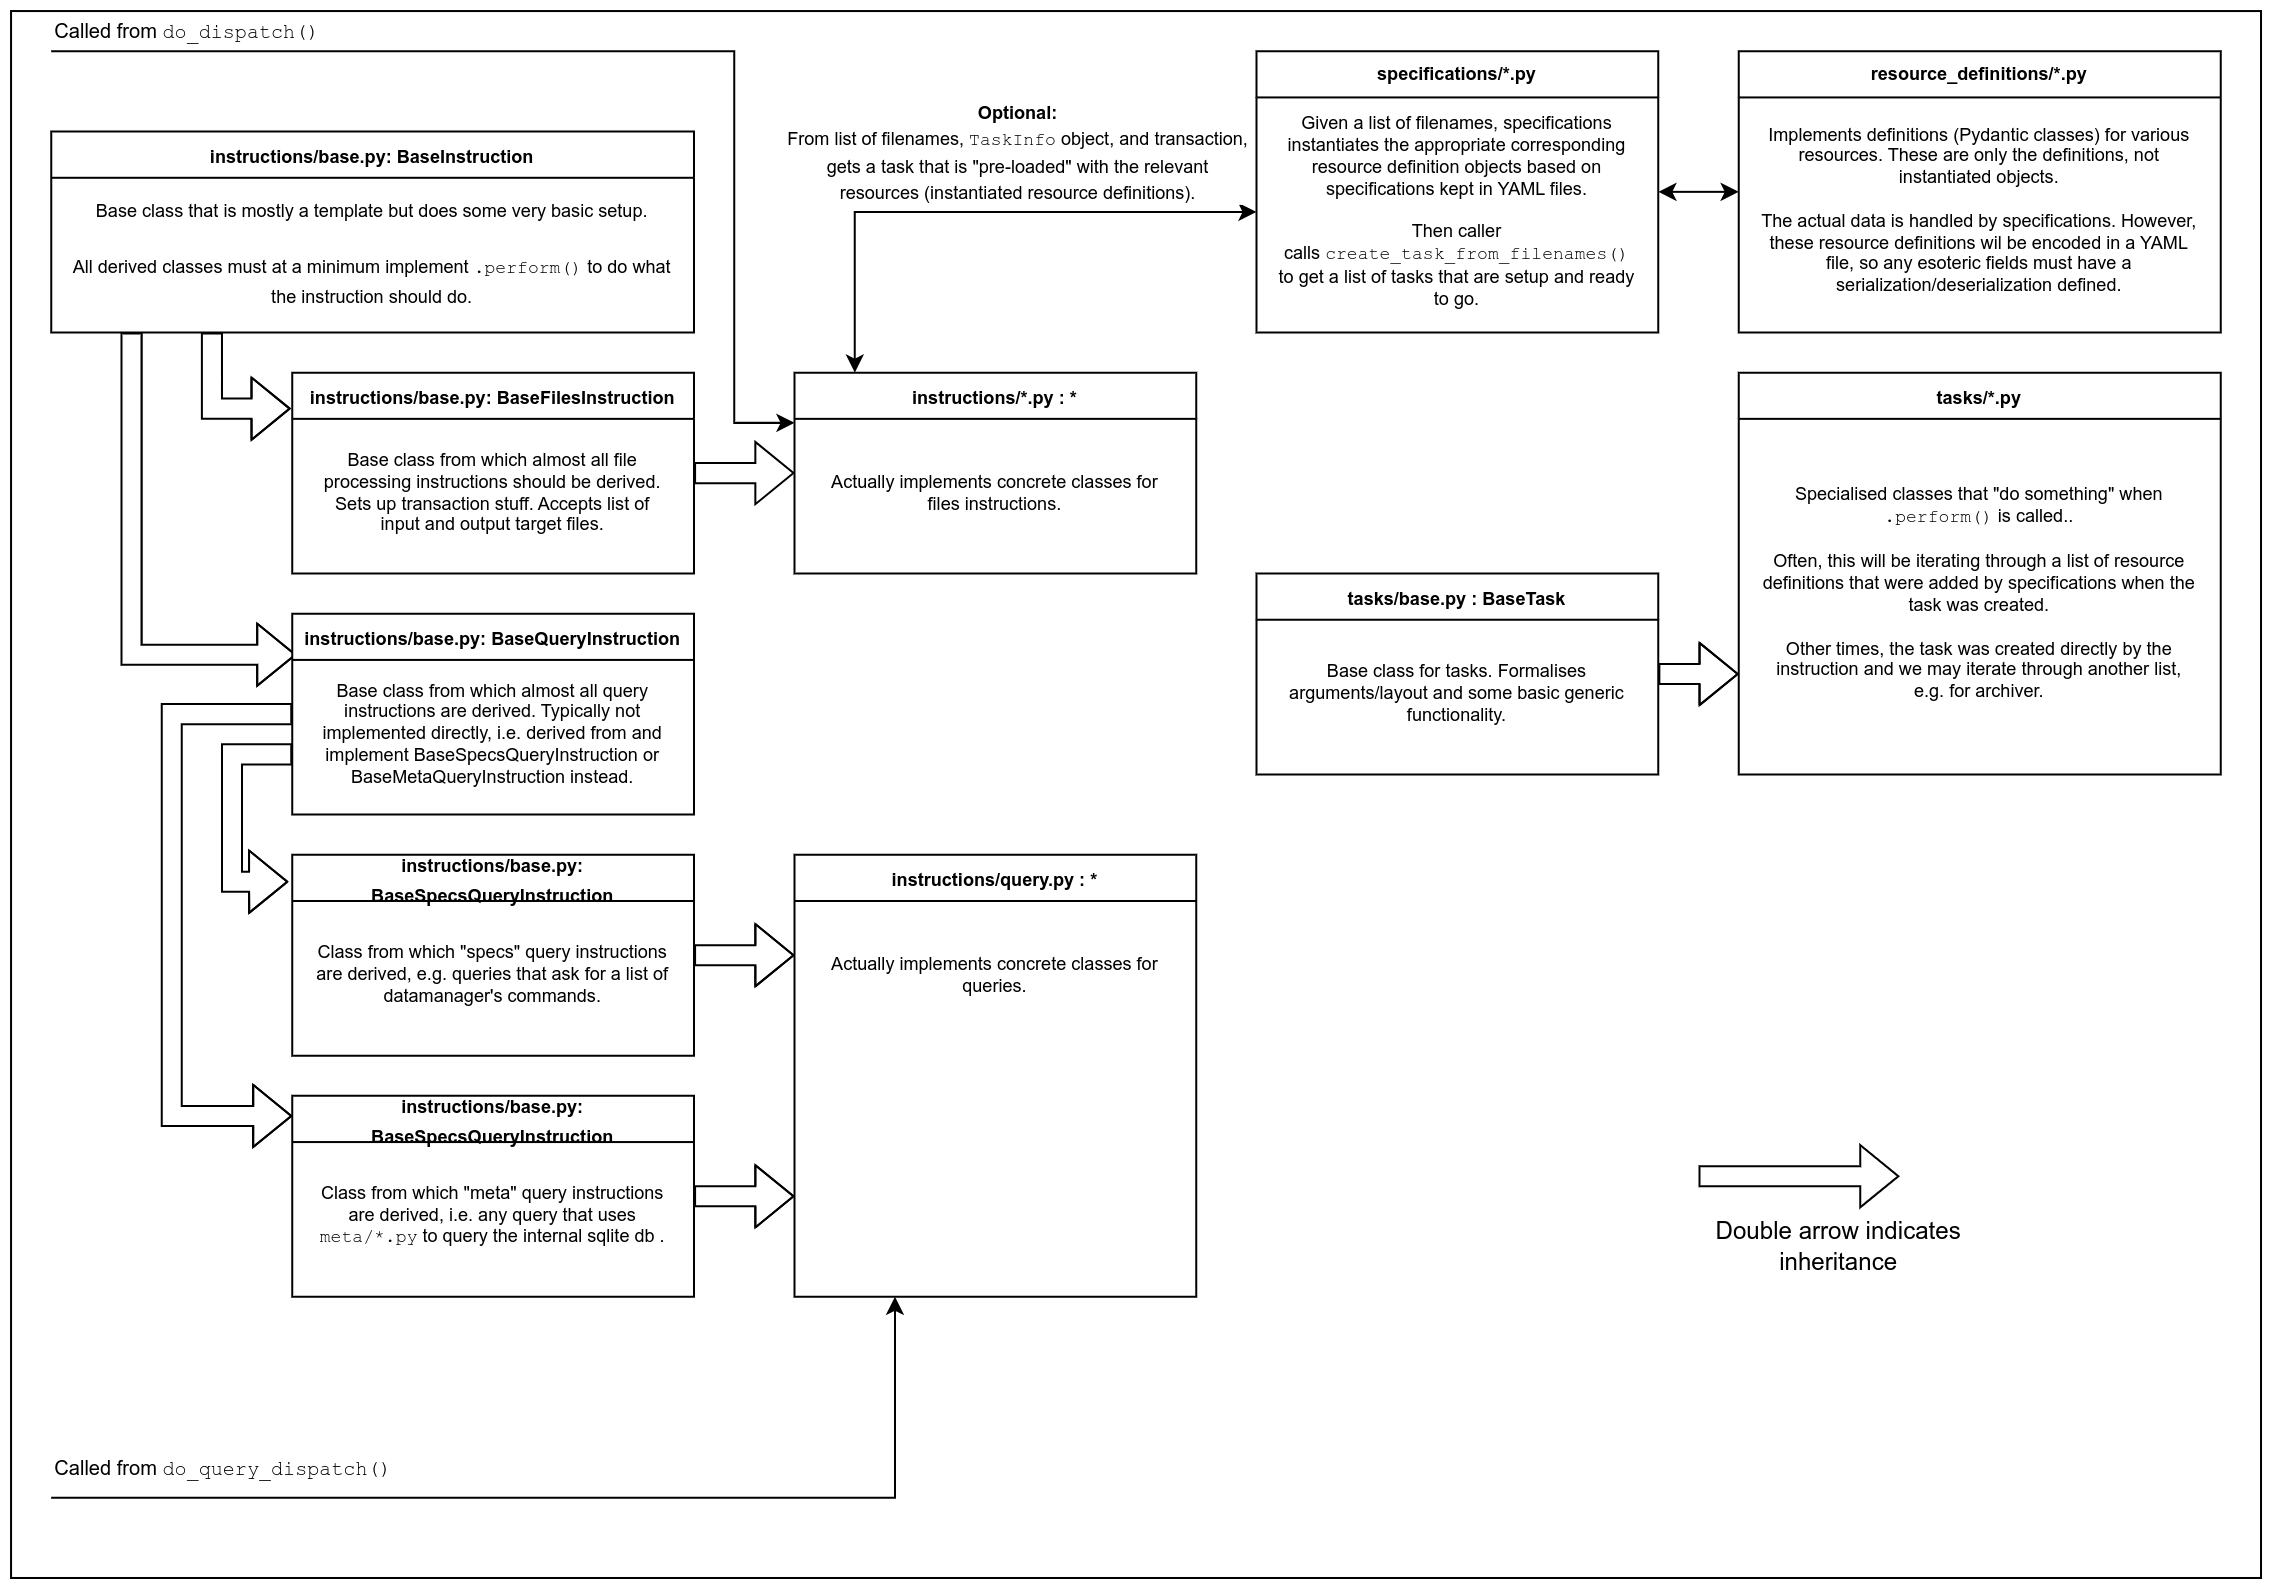 Called from do_dispatch()
instructions/base.py: BaseInstruction
Base class that is mostly a template but does some very basic setup.
All derived classes must at a minimum implement .perform() to do what
the instruction should do.
Optional:
From list of filenames, TaskInfo object, and transaction,
gets a task that is "pre-loaded" with the relevant
resources (instantiated resource definitions).
specifications/*.py
Given a list of filenames, specifications
instantiates the appropriate corresponding
resource definition objects based on
specifications kept in YAML files.
Then caller
calls create_task_from_filenames()
to get a list of tasks that are setup and ready
to go.
resource_definitions/*.py
Implements definitions (Pydantic classes) for various
resources. These are only the definitions, not
instantiated objects.
The actual data is handled by specifications. However,
these resource definitions wil be encoded in a YAML
file, so any esoteric fields must have a
serialization/deserialization defined.
instructions/base.py: BaseFilesInstruction
Base class from which almost all file
processing instructions should be derived.
Sets up transaction stuff. Accepts list of
input and output target files.
instructions/*.py : *
Actually implements concrete classes for
files instructions.
tasks/*.py
Specialised classes that "do something" when
.perform() is called..
Often, this will be iterating through a list of resource
definitions that were added by specifications when the
task was created.
Other times, the task was created directly by the
instruction and we may iterate through another list,
e.g. for archiver.
tasks/base.py : BaseTask
Base class for tasks. Formalises
arguments/layout and some basic generic
functionality.
instructions/base.py: BaseQueryInstruction
Base class from which almost all query
instructions are derived. Typically not
implemented directly, i.e. derived from and
implement BaseSpecsQueryInstruction or
BaseMetaQueryInstruction instead.
instructions/base.py:
BaseSpecsQueryInstruction
Class from which "specs" query instructions
are derived, e.g. queries that ask for a list of
datamanager's commands.
instructions/query.py : *
Actually implements concrete classes for
queries.
instructions/base.py:
BaseSpecsQueryInstruction
Class from which "meta" query instructions
are derived, i.e. any query that uses
meta/*.py to query the internal sqlite db .
Double arrow indicates
inheritance
Called from do_query_dispatch()